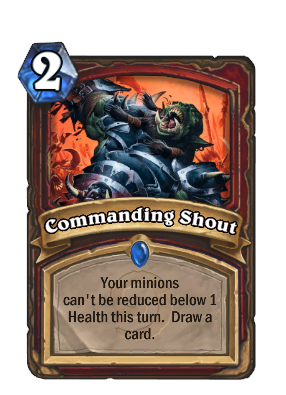 2
Commanding Shout
Your minions
can't be reduced below 1
Health this turn. Draw a
card.